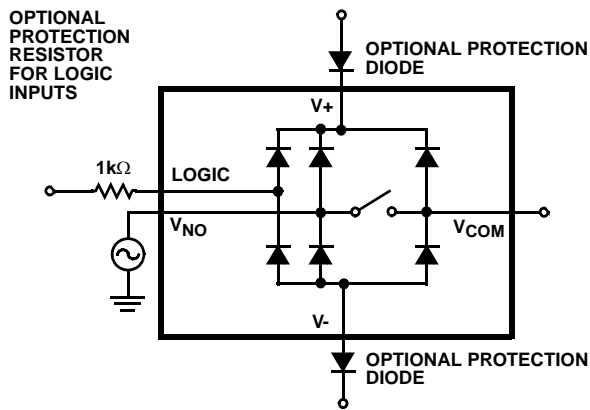 OPTIONAL
PROTECTION
RESISTOR
FOR LOGIC
INPUTS
OPTIONAL PROTECTION
DIODE
V+
1kΩ
LOGIC
VNO
VCOM
V-
OPTIONAL PROTECTION
DIODE